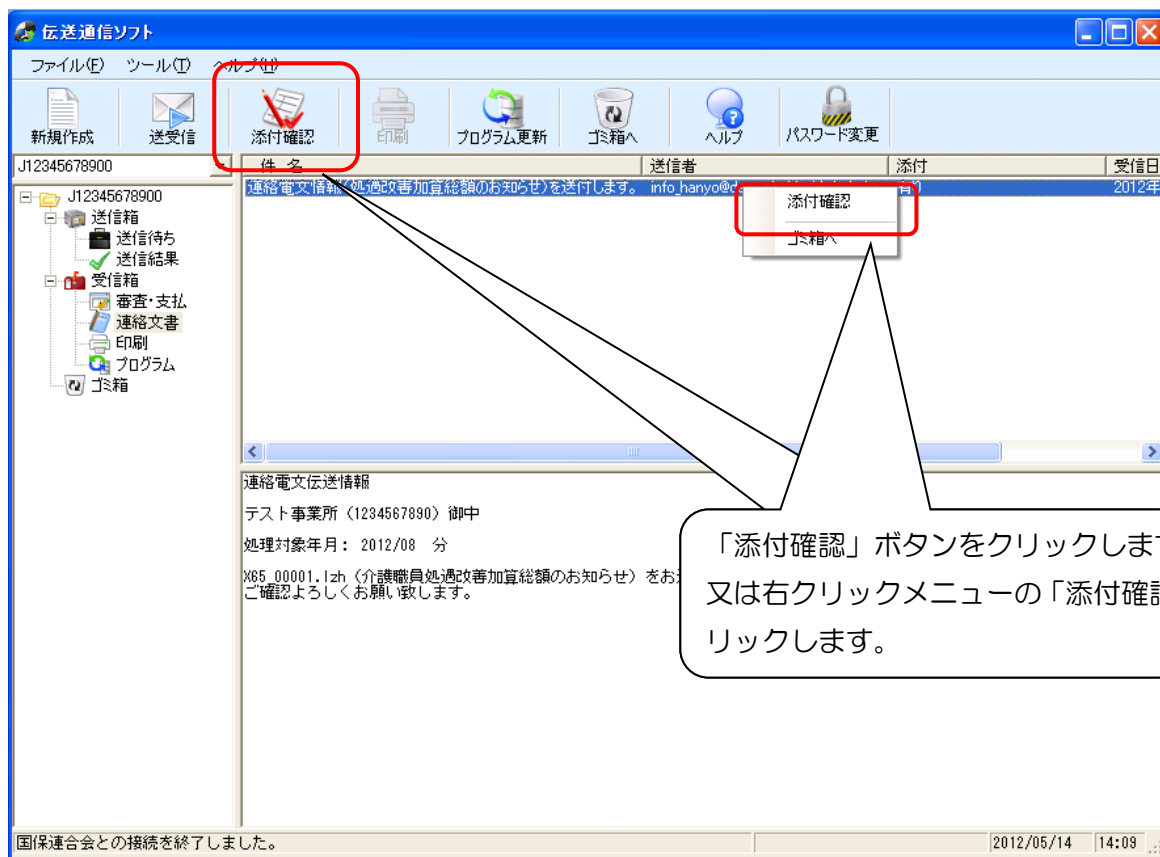 伝送通信ソフト
ファイル(F) ツール(T) ヘルプ(H)
新規作成 送受信 添付確認 印刷 プログラム更新 ゴミ箱へ ヘルプ パスワード変更
J12345678900
件 名 送信者 添付 受信日
連絡電文情報(処遇改善加算総額のお知らせ)を送付します。 info_hanyo@ 2012年
添付確認
ゴミ箱へ
J12345678900
送信箱
送信待ち
送信結果
受信箱
審査・支払
連絡文書
印刷
プログラム
ゴミ箱
連絡電文伝送情報
テスト事業所（1234567890）御中
処理対象年月： 2012/08 分
X65_00001.lzh（介護職員処遇改善加算総額のお知らせ）をお
ご確認よろしくお願い致します。
「添付確認」ボタンをクリックしま
又は右クリックメニューの「添付確
リックします。
国保連合会との接続を終了しました。 2012/05/14 14:09